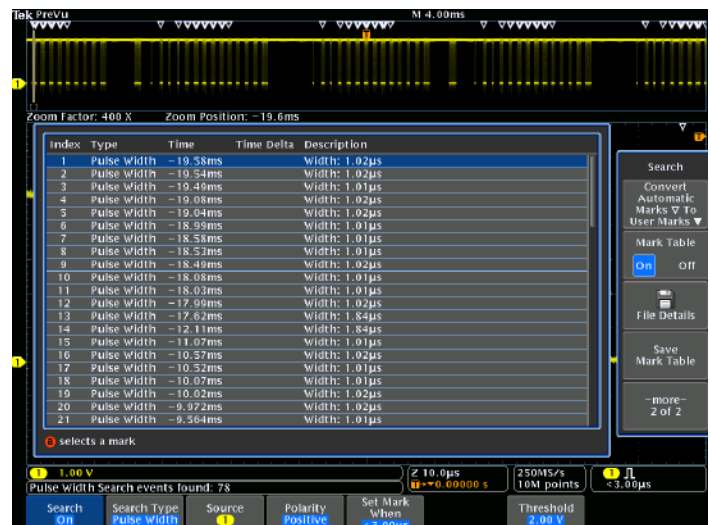 Tek PreVu M 4.00ms
Zoom Factor: 400 X Zoom Position: −19.6ms
Index Type Time Time Delta Description
1 Pulse Width −19.58ms Width: 1.02µs
2 Pulse Width −19.54ms Width: 1.02µs
3 Pulse Width −19.49ms Width: 1.01µs
4 Pulse Width −19.08ms Width: 1.02µs
5 Pulse Width −19.04ms Width: 1.02µs
6 Pulse Width −18.99ms Width: 1.01µs
7 Pulse Width −18.58ms Width: 1.01µs
8 Pulse Width −18.53ms Width: 1.01µs
9 Pulse Width −18.49ms Width: 1.02µs
10 Pulse Width −18.08ms Width: 1.01µs
11 Pulse Width −18.03ms Width: 1.01µs
12 Pulse Width −17.99ms Width: 1.02µs
13 Pulse Width −17.62ms Width: 1.84µs
14 Pulse Width −12.11ms Width: 1.84µs
15 Pulse Width −11.07ms Width: 1.01µs
16 Pulse Width −10.57ms Width: 1.02µs
17 Pulse Width −10.52ms Width: 1.01µs
18 Pulse Width −10.07ms Width: 1.01µs
19 Pulse Width −10.02ms Width: 1.02µs
20 Pulse Width −9.972ms Width: 1.02µs
21 Pulse Width −9.564ms Width: 1.01µs
a selects a mark
Search
Convert
Automatic
Marks ▽ To
User Marks ▼
Mark Table
On Off
File Details
Save
Mark Table
−more−
2 of 2
1 1.00 V Z 10.0µs 250MS/s 1
Pulse Width Search events found: 78 T→▼0.00000 s 10M points <3.00µs
Search Search Type Source Polarity Set Mark Threshold
On Pulse Width 1 Positive When 2.00 V
<3.00µs